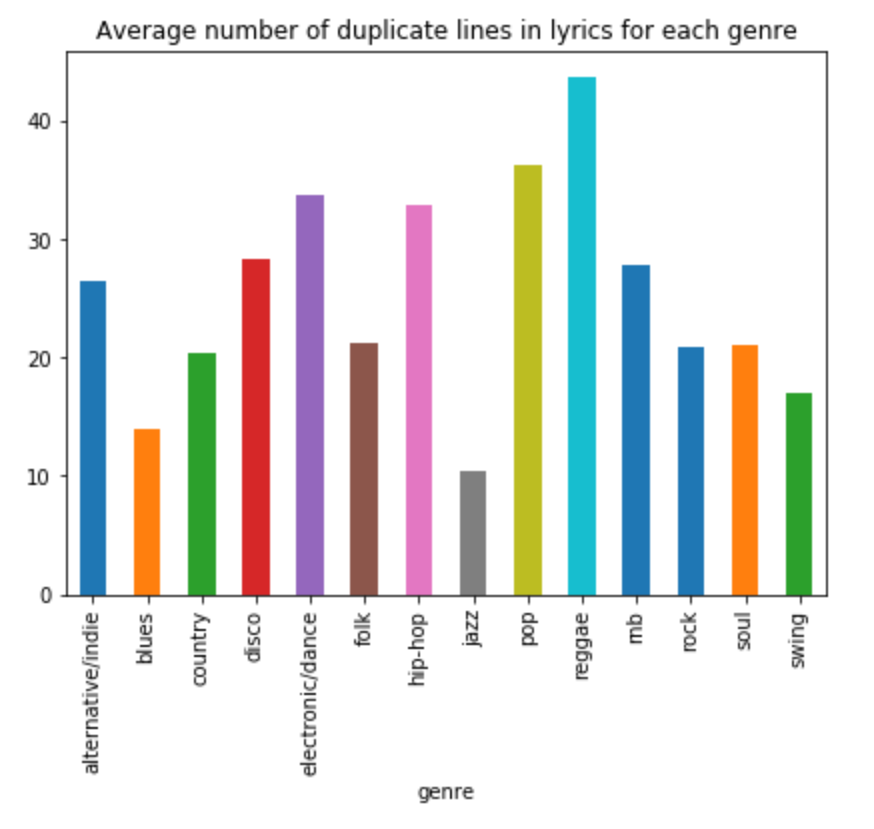 Average number of duplicate lines in lyrics for each genre
40
30
20
10
0
alternative/indie
blues
country
disco
electronic/dance
folk
hip-hop
jazz
pop
reggae
rnb
rock
soul
swing
genre